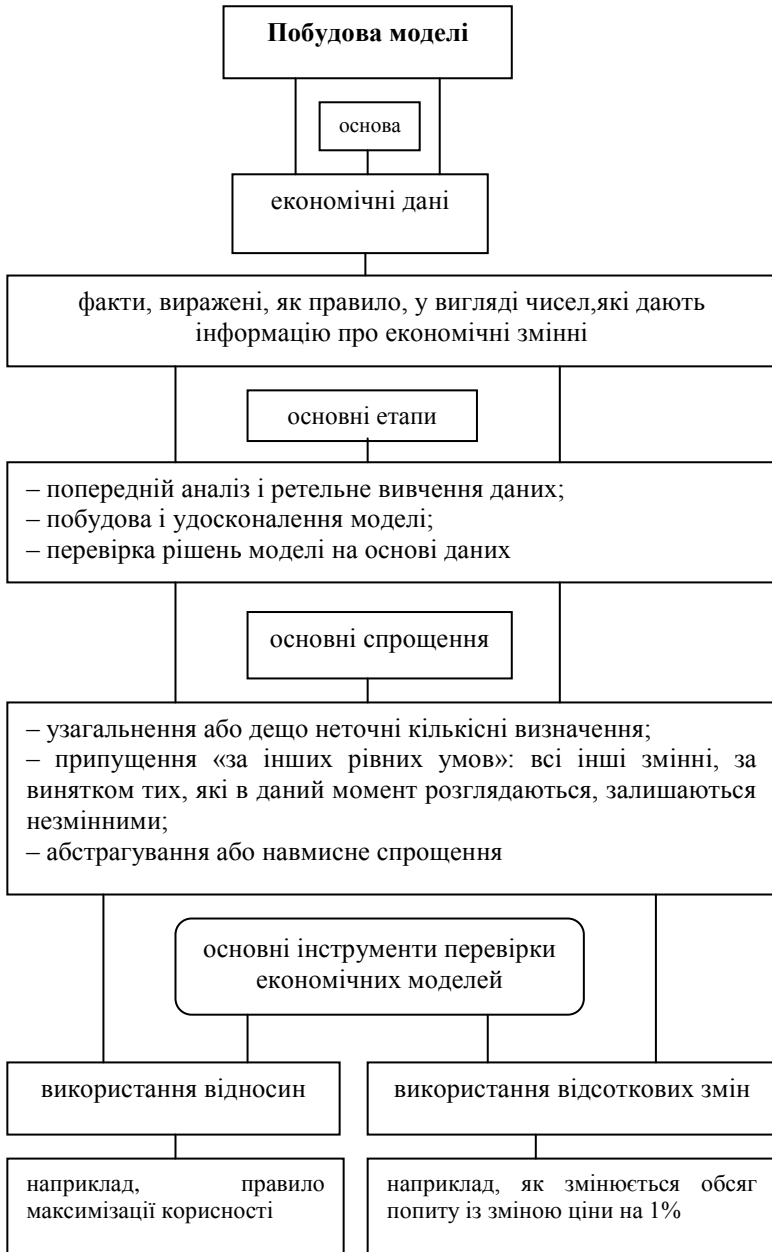 Побудова моделі
основа
економічні дані
факти, виражені, як правило, у вигляді чисел,які дають
інформацію про економічні змінні
основні етапи
– попередній аналіз і ретельне вивчення даних;
– побудова і удосконалення моделі;
– перевірка рішень моделі на основі даних
основні спрощення
– узагальнення або дещо неточні кількісні визначення;
– припущення «за інших рівних умов»: всі інші змінні, за
винятком тих, які в даний момент розглядаються, залишаються
незмінними;
– абстрагування або навмисне спрощення
основні інструменти перевірки
економічних моделей
використання відносин
використання відсоткових змін
наприклад, правило
максимізації корисності
наприклад, як змінюється обсяг
попиту із зміною ціни на 1%